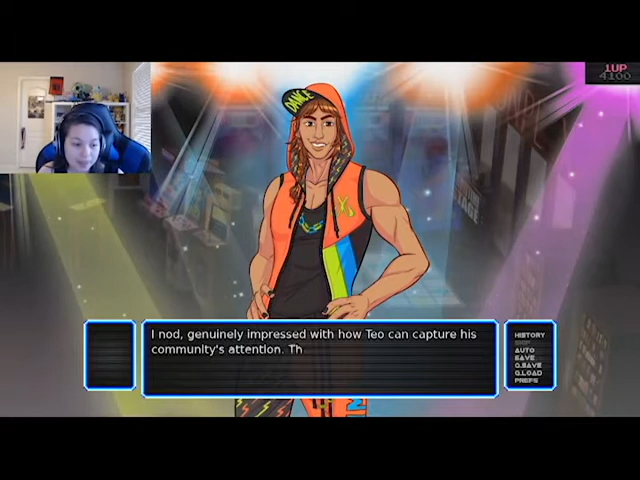 1UP
4100
DANCE
I nod, genuinely impressed with how Teo can capture his
community's attention. Th
HISTORY
SKIP
AUTO
SAVE
Q.SAVE
Q.LOAD
PREFS